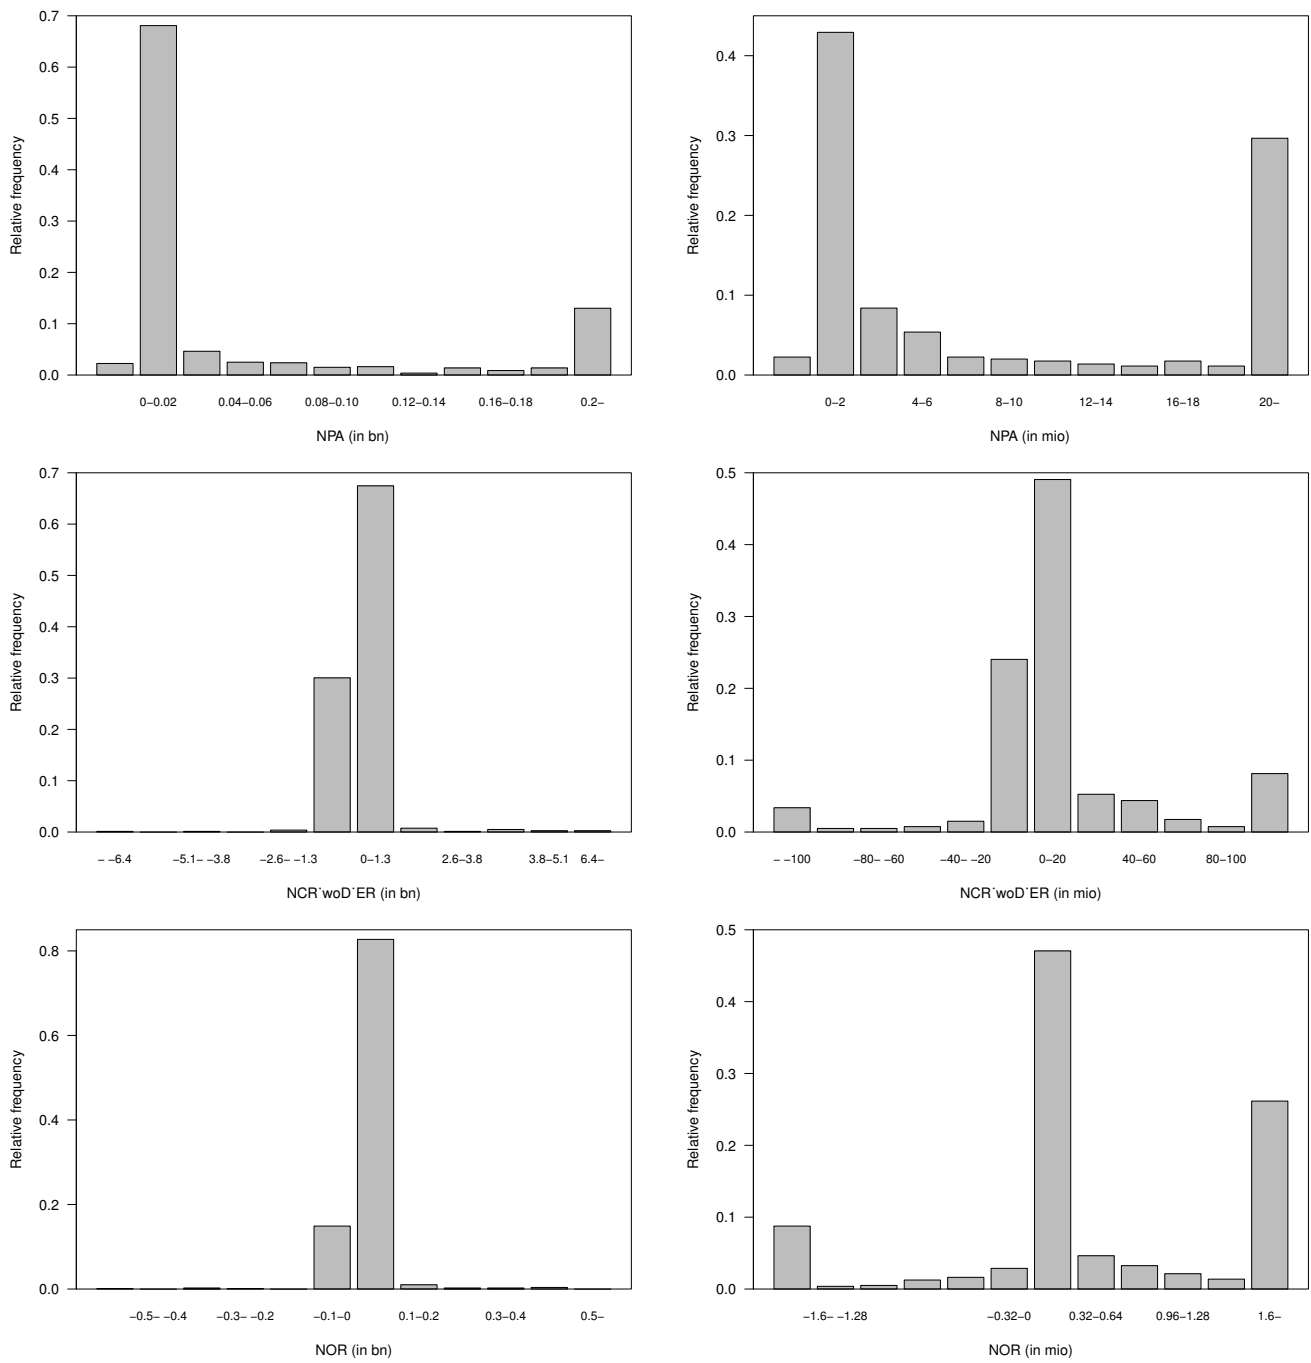 0.7
0.6
0.5
0.4
0.3
0.2
0.1
0.0
Relative frequency
0−0.02 0.04−0.06 0.08−0.10 0.12−0.14 0.16−0.18 0.2−
NPA (in bn)
0.4
0.3
0.2
0.1
0.0
Relative frequency
0−2 4−6 8−10 12−14 16−18 20−
NPA (in mio)
0.7
0.6
0.5
0.4
0.3
0.2
0.1
0.0
Relative frequency
− −6.4 −5.1− −3.8 −2.6− −1.3 0−1.3 2.6−3.8 3.8−5.1 6.4−
NCR˙woD˙ER (in bn)
0.5
0.4
0.3
0.2
0.1
0.0
Relative frequency
− −100 −80− −60 −40− −20 0−20 40−60 80−100
NCR˙woD˙ER (in mio)
0.8
0.6
0.4
0.2
0.0
Relative frequency
−0.5− −0.4 −0.3− −0.2 −0.1−0 0.1−0.2 0.3−0.4 0.5−
NOR (in bn)
0.5
0.4
0.3
0.2
0.1
0.0
Relative frequency
−1.6− −1.28 −0.32−0 0.32−0.64 0.96−1.28 1.6−
NOR (in mio)